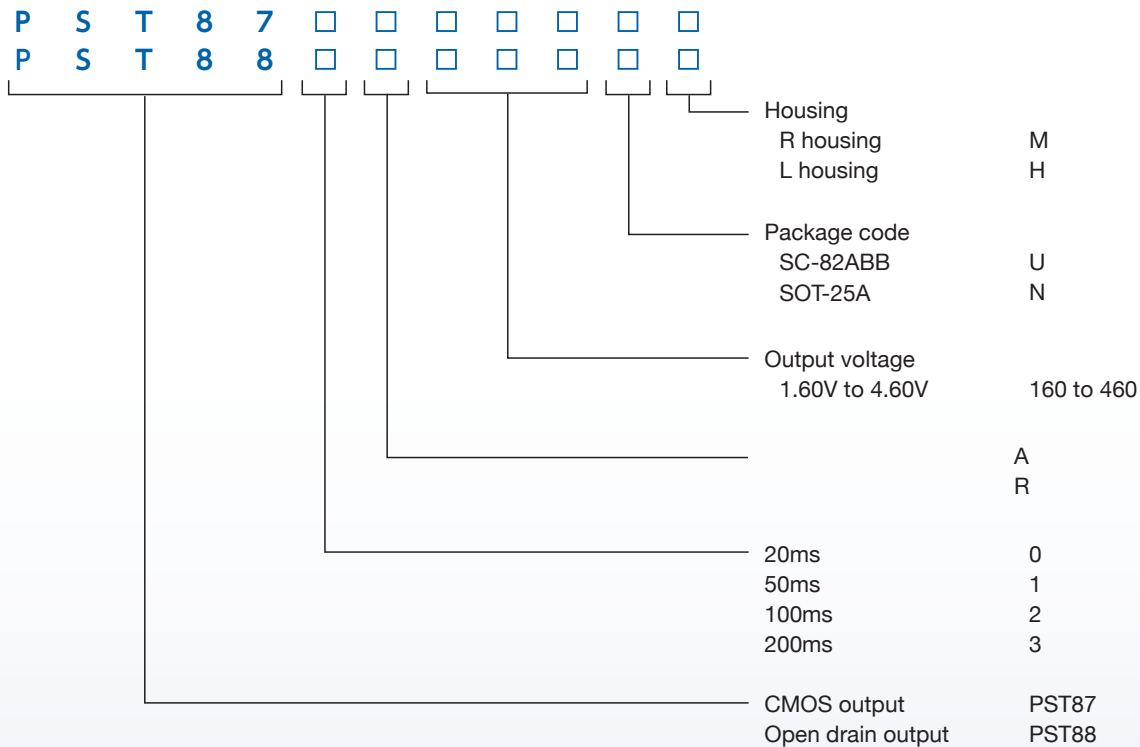 P S T 8 7 □ □ □ □ □ □ □
P S T 8 8 □ □ □ □ □ □ □
Housing
R housing M
L housing H
Package code
SC-82ABB U
SOT-25A N
Output voltage
1.60V to 4.60V 160 to 460
A
R
20ms 0
50ms 1
100ms 2
200ms 3
CMOS output PST87
Open drain output PST88